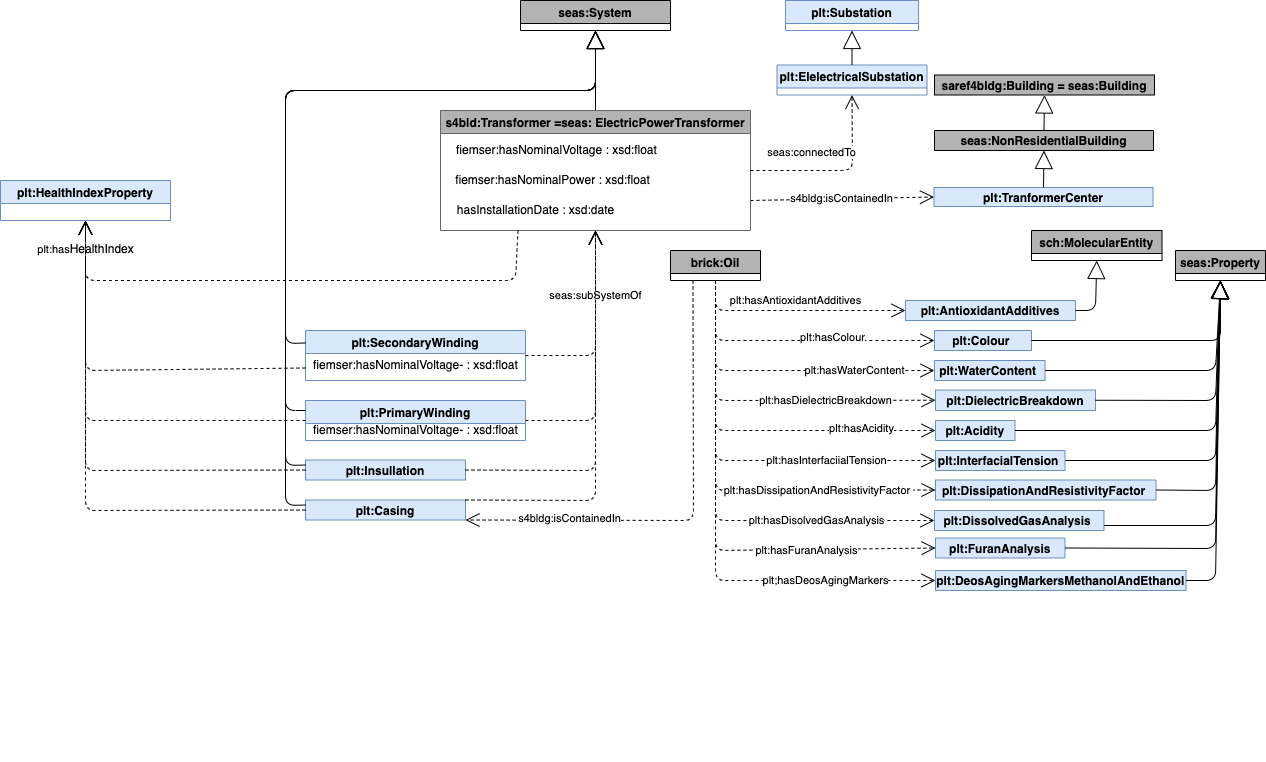 seas:System
plt:Substation
plt:ElelectricalSubstation
saref4bldg:Building = seas:Building
s4bld:Transformer =seas: ElectricPowerTransformer
fiemser:hasNominalVoltage : xsd:float
fiemser:hasNominalPower : xsd:float
hasInstallationDate : xsd:date
seas:connectedTo
seas:NonResidentialBuilding
s4bldg:isContainedIn
plt:TranformerCenter
plt:HealthIndexProperty
plt:hasHealthIndex
seas:subSystemOf
brick:Oil
sch:MolecularEntity
seas:Property
plt:hasAntioxidantAdditives
plt:AntioxidantAdditives
plt:hasColour
plt:Colour
plt:SecondaryWinding
fiemser:hasNominalVoltage- : xsd:float
plt:hasWaterContent
plt:WaterContent
plt:hasDielectricBreakdown
plt:DielectricBreakdown
plt:PrimaryWinding
fiemser:hasNominalVoltage- : xsd:float
plt:hasAcidity
plt:Acidity
plt:Insullation
plt:hasInterfaciialTension
plt:InterfacialTension
plt:hasDissipationAndResistivityFactor
plt:DissipationAndResistivityFactor
plt:Casing
s4bldg:isContainedIn
plt:hasDisolvedGasAnalysis
plt:DissolvedGasAnalysis
plt:hasFuranAnalysis
plt:FuranAnalysis
plt;hasDeosAgingMarkers
plt:DeosAgingMarkersMethanolAndEthanol